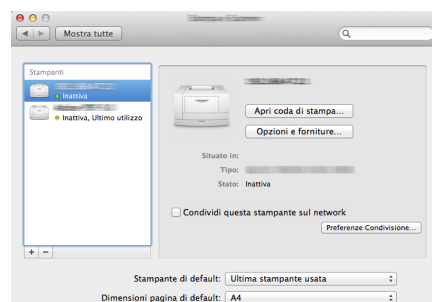 Mostra tutte
Stampanti
Inattiva
Inattiva, Ultimo utilizzo
Apri coda di stampa...
Opzioni e forniture...
Situato in:
Tipo:
Stato: Inattiva
Condividi questa stampante sul network
Preferenze Condivisione...
+ −
Stampante di default: Ultima stampante usata
Dimensioni pagina di default: A4